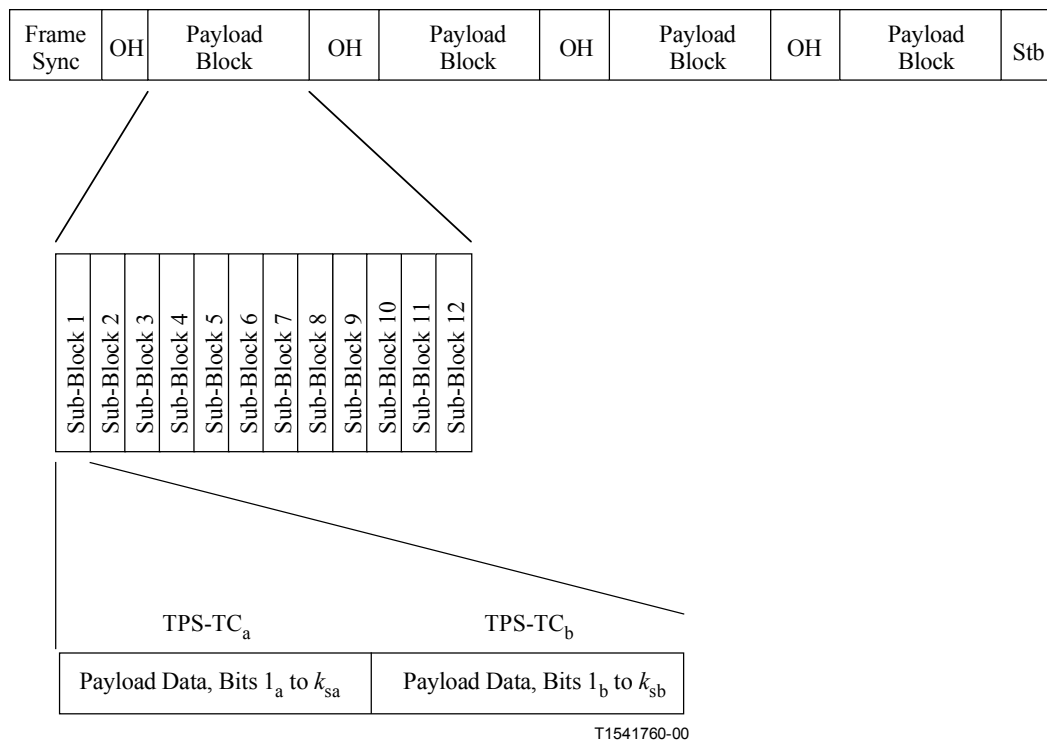 Frame
Sync
OH
Payload
Block
OH
Payload
Block
OH
Payload
Block
OH
Payload
Block
Stb
Sub-Block 1
Sub-Block 2
Sub-Block 3
Sub-Block 4
Sub-Block 5
Sub-Block 6
Sub-Block 7
Sub-Block 8
Sub-Block 9
Sub-Block 10
Sub-Block 11
Sub-Block 12
TPS-TCa
TPS-TCb
Payload Data, Bits 1a to ksa
Payload Data, Bits 1b to ksb
T1541760-00